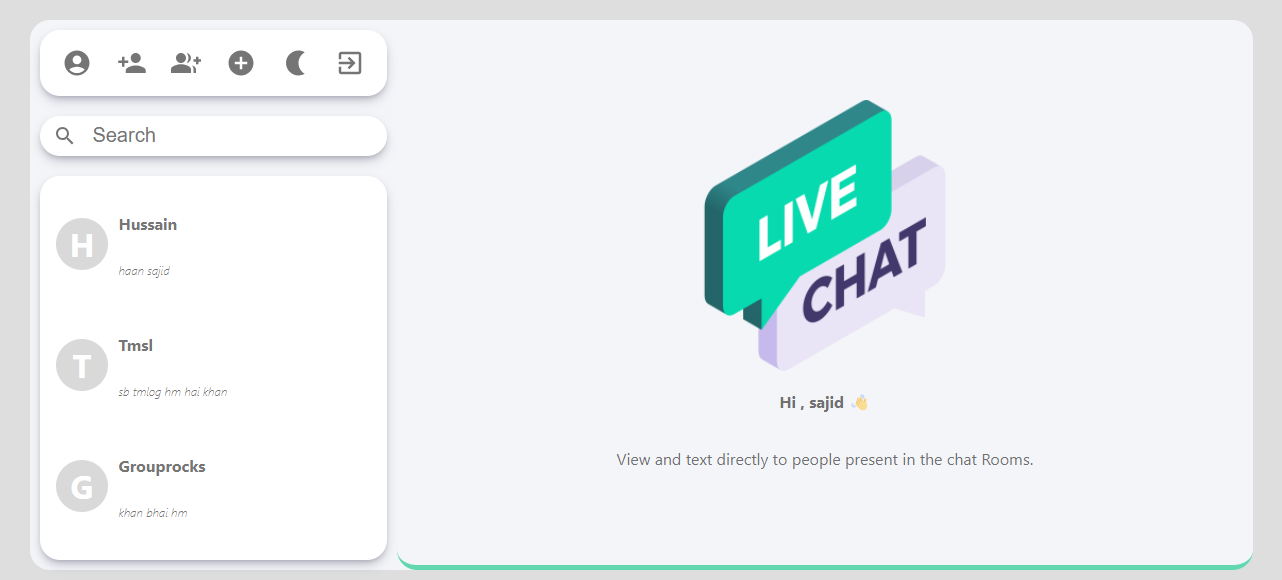 Search
Hussain
H
haan sajid
Tmsl
T
sb tmlog hm hai khan
Grouprocks
G
khan bhai hm
LIVE
CHAT
Hi , sajid 👋
View and text directly to people present in the chat Rooms.